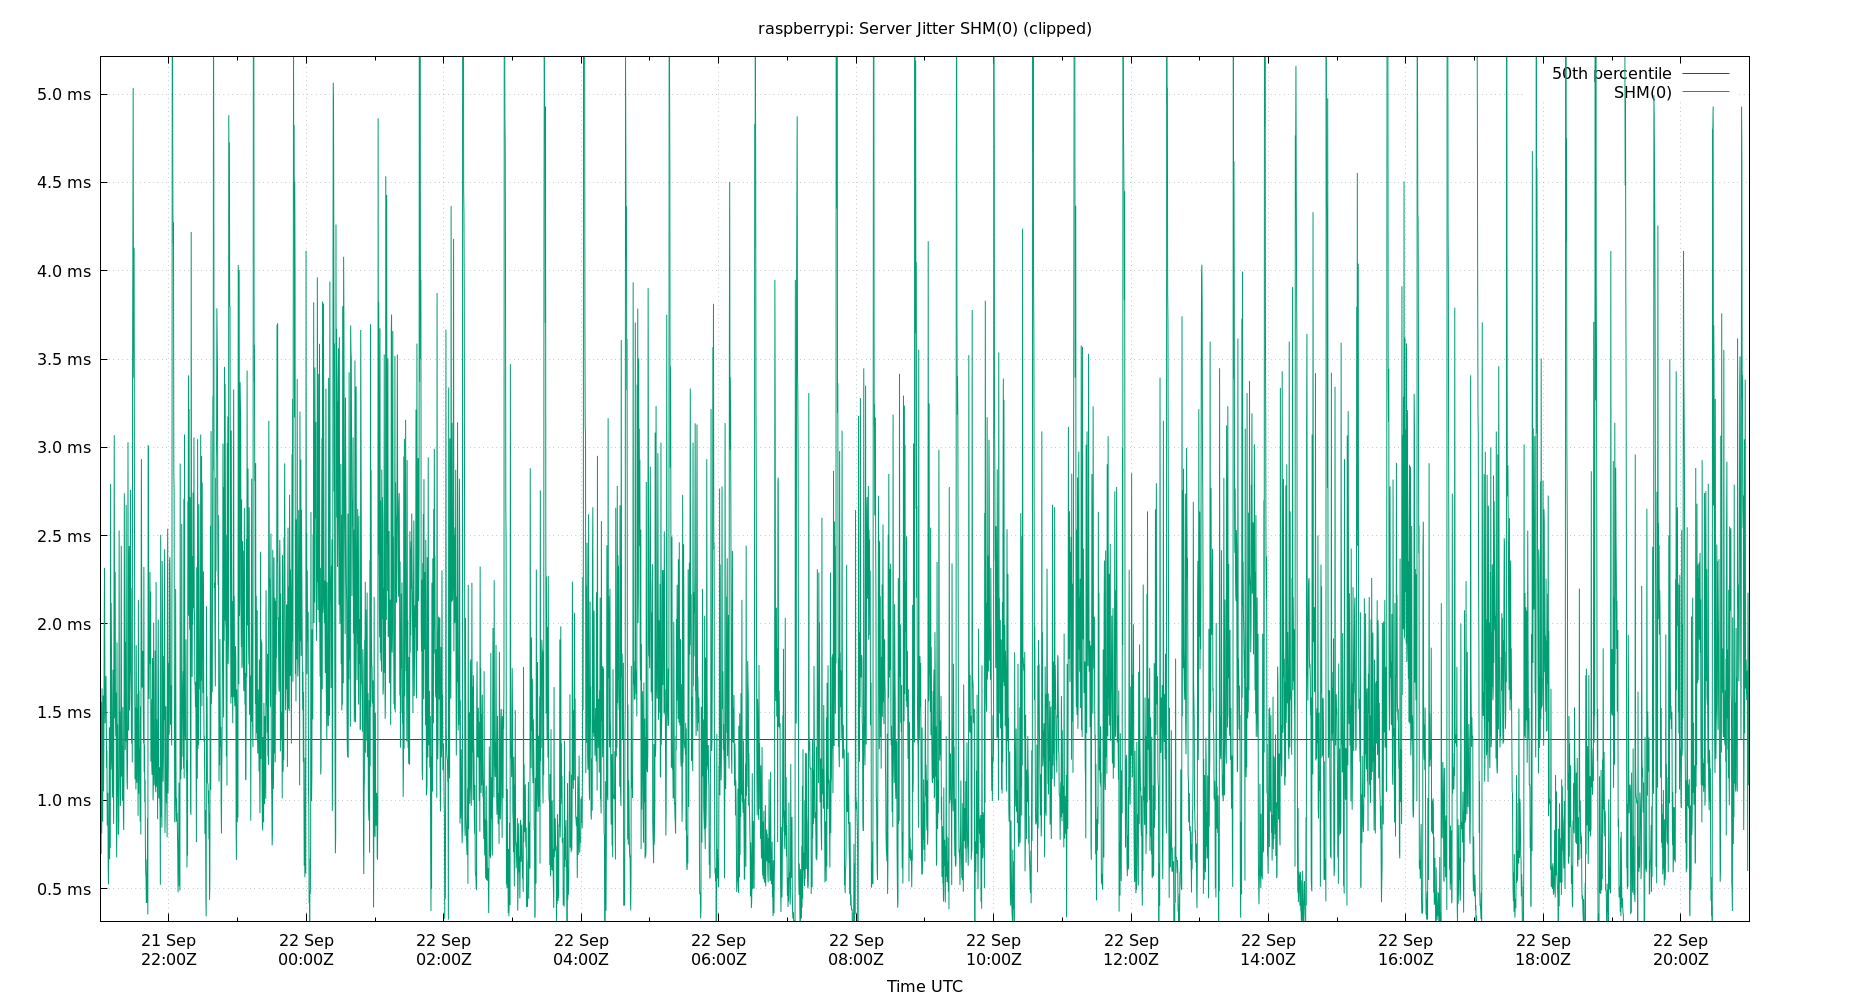 raspberrypi: Server Jitter SHM(0) (clipped)
50th percentile
SHM(0)
5.0 ms
4.5 ms
4.0 ms
3.5 ms
3.0 ms
2.5 ms
2.0 ms
1.5 ms
1.0 ms
0.5 ms
21 Sep 22 Sep 22 Sep 22 Sep 22 Sep 22 Sep 22 Sep 22 Sep 22 Sep 22 Sep 22 Sep 22 Sep
22:00Z 00:00Z 02:00Z 04:00Z 06:00Z 08:00Z 10:00Z 12:00Z 14:00Z 16:00Z 18:00Z 20:00Z
Time UTC